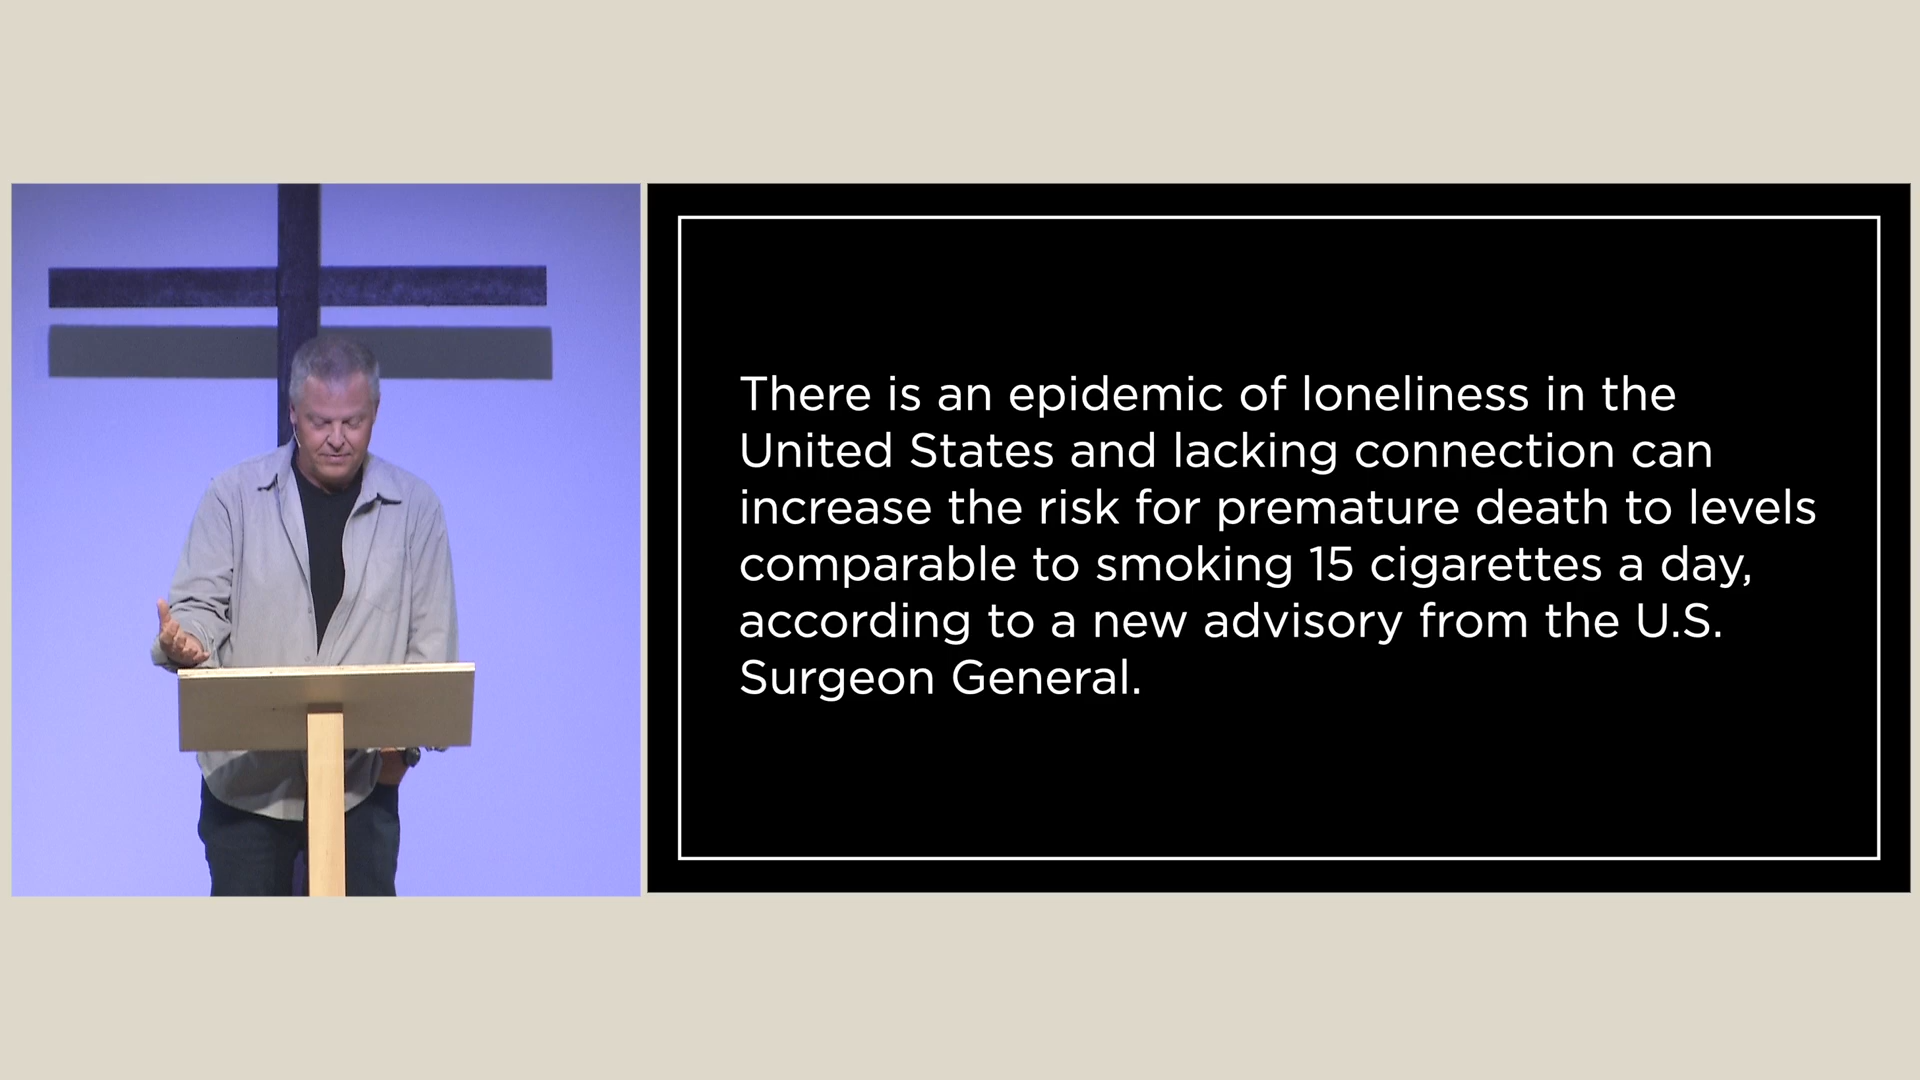 There is an epidemic of loneliness in the
United States and lacking connection can
increase the risk for premature death to levels
comparable to smoking 15 cigarettes a day,
according to a new advisory from the U.S.
Surgeon General.